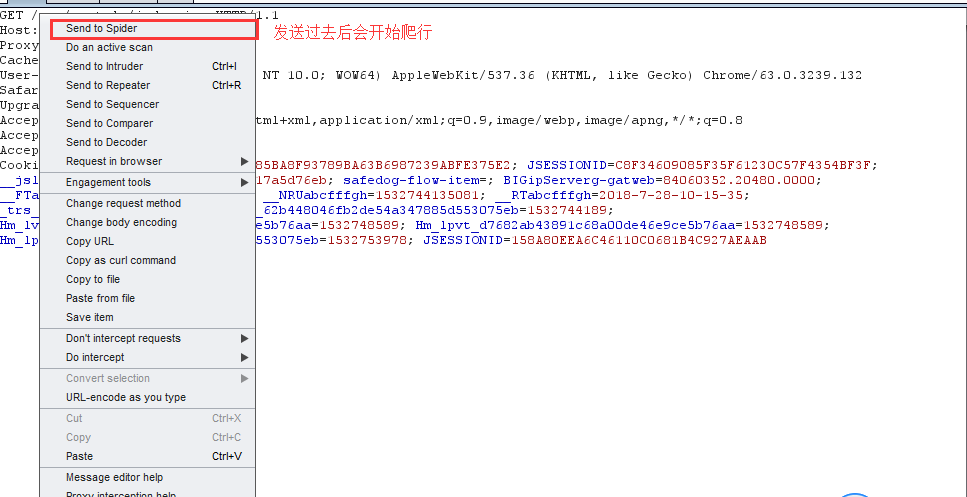 GET / HTTP/1.1
Send to Spider
发送过去后会开始爬行
Host:
Do an active scan
Proxy
Cache
Send to Intruder Ctrl+I
User- NT 10.0; WOW64) AppleWebKit/537.36 (KHTML, like Gecko) Chrome/63.0.3239.132
Send to Repeater Ctrl+R
Safar
Send to Sequencer
Upgra
Send to Comparer
Accep tml+xml,application/xml;q=0.9,image/webp,image/apng,*/*;q=0.8
Accep
Send to Decoder
Accep
Request in browser
Cooki 85BA8F93789BA63B6987239ABFE375E2; JSESSIONID=C8F34609085F35F61230C57F4354BF3F;
Engagement tools
__jsl 17a5d76eb; safedog-flow-item=; BIGipServerg-gatweb=84060352.20480.0000;
__FTa __NRUabcfffgh=1532744135081; __RTabcfffgh=2018-7-28-10-15-35;
Change request method
_trs_ _62b448046fb2de54a347885d553075eb=1532744189;
Change body encoding
Hm_lv e5b76aa=1532748589; Hm_lpvt_d7682ab43891c68a00de46e9ce5b76aa=1532748589;
Copy URL
Hm_lp 553075eb=1532753978; JSESSIONID=158A80EEA6C46110C0681B4C927AEAAB
Copy as curl command
Copy to file
Paste from file
Save item
Don't intercept requests
Do intercept
Convert selection
URL-encode as you type
Cut Ctrl+X
Copy Ctrl+C
Paste Ctrl+V
Message editor help
Proxy interception help